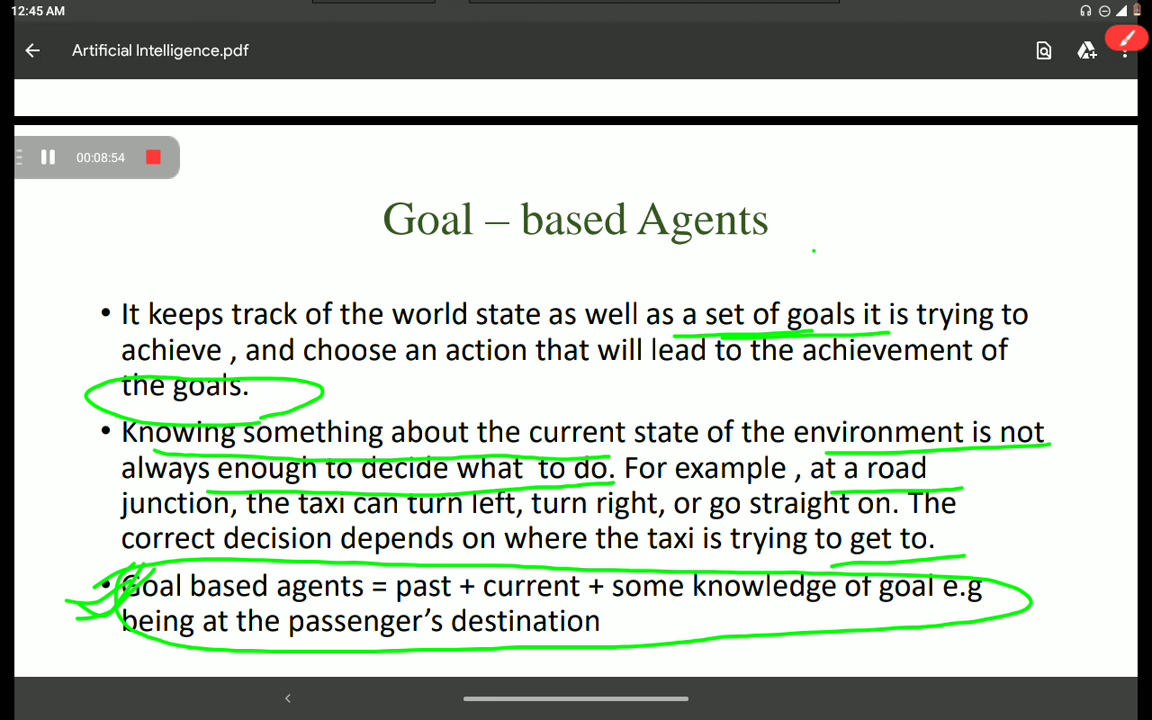 12:45 AM
Artificial Intelligence.pdf
00:08:54
Goal – based Agents
• It keeps track of the world state as well as a set of goals it is trying to
achieve , and choose an action that will lead to the achievement of
the goals.
• Knowing something about the current state of the environment is not
always enough to decide what to do. For example , at a road
junction, the taxi can turn left, turn right, or go straight on. The
correct decision depends on where the taxi is trying to get to.
• Goal based agents = past + current + some knowledge of goal e.g
being at the passenger’s destination